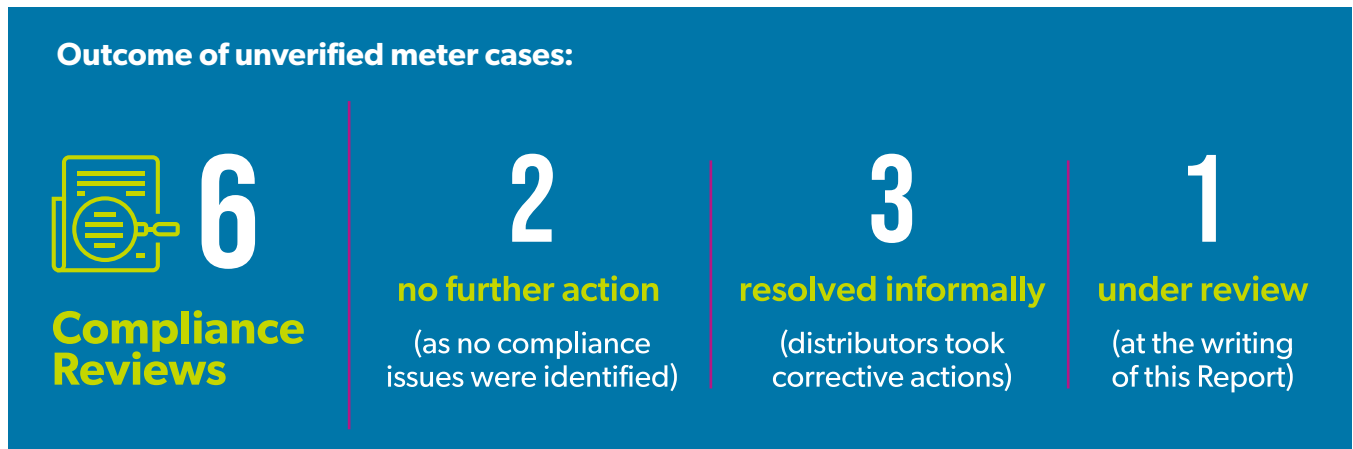 Outcome of unverified meter cases:
6
Compliance
Reviews
2
no further action
(as no compliance
issues were identified)
3
resolved informally
(distributors took
corrective actions)
1
under review
(at the writing
of this Report)